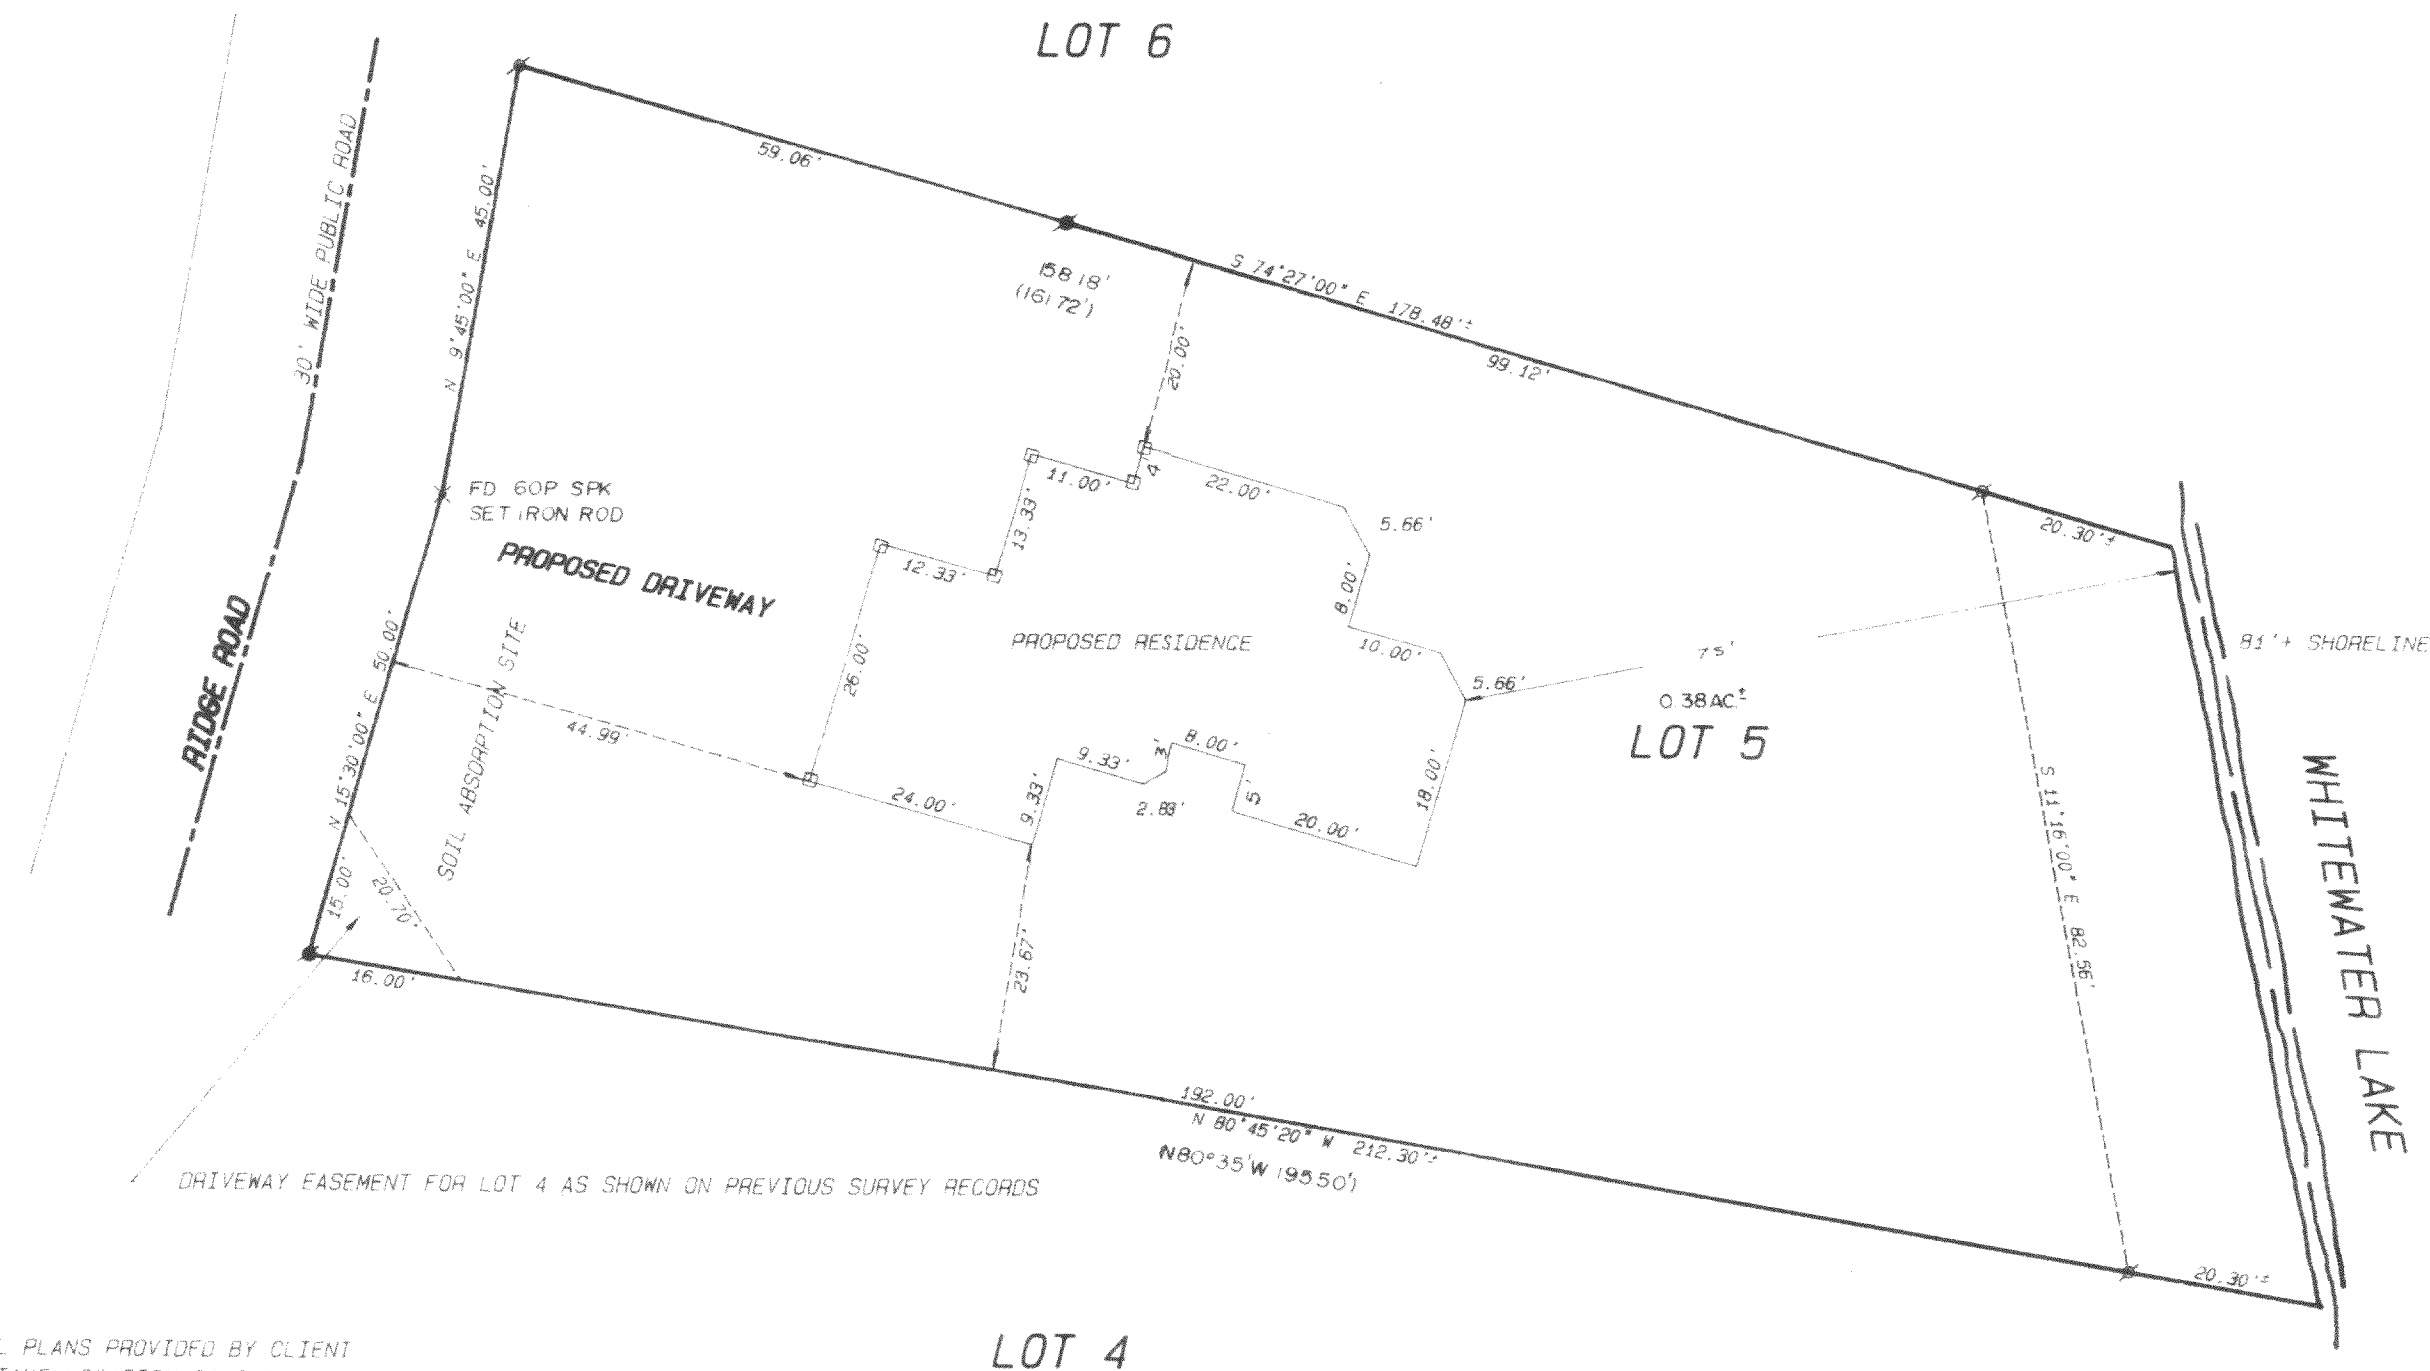 LOT 6
59.06'
30' WIDE PUBLIC ROAD
N 9°45'00" E 45.00'
158.18'
(161.72')
S 74°27'00" E 178.48'±
99.12'
20.00'
4'
11.00'
22.00'
13.33'
5.66'
FD 60P SPK
SET IRON ROD
20.30'±
PROPOSED DRIVEWAY
12.33'
8.00'
RIDGE ROAD
N 15°30'00" E 50.00'
SOIL ABSORPTION SITE
26.00'
PROPOSED RESIDENCE
10.00'
75'
81'+ SHORELINE
5.66'
0.38AC.±
LOT 5
44.99'
8.00'
3'
9.33'
18.00'
24.00'
9.33'
2.83'
5'
20.00'
S 11°16'00" E 82.56'
WHITEWATER LAKE
15.00'
20.70'
23.67'
16.00'
192.00'
N 80°45'20" W 212.30'±
N80°35'W 195.50')
DRIVEWAY EASEMENT FOR LOT 4 AS SHOWN ON PREVIOUS SURVEY RECORDS
20.30'±
PLANS PROVIDED BY CLIENT
LOT 4